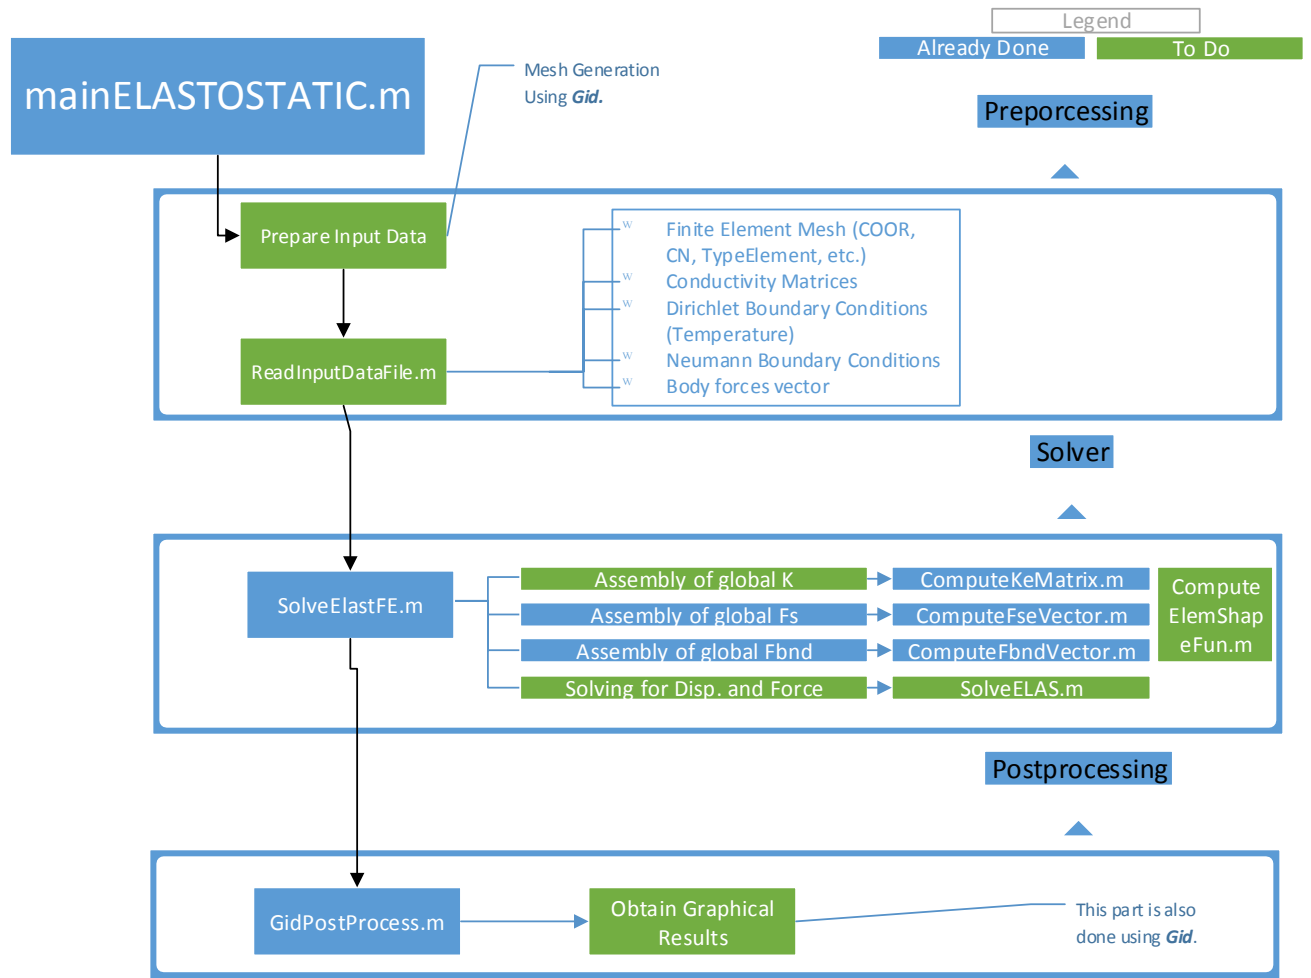 Legend
Already Done
To Do
mainELASTOSTATIC.m
Mesh Generation
Using Gid.
Preporcessing
Prepare Input Data
ReadInputDataFile.m
w Finite Element Mesh (COOR,
CN, TypeElement, etc.)
w Conductivity Matrices
w Dirichlet Boundary Conditions
(Temperature)
w Neumann Boundary Conditions
w Body forces vector
Solver
SolveElastFE.m
Assembly of global K
ComputeKeMatrix.m
Assembly of global Fs
ComputeFseVector.m
Assembly of global Fbnd
ComputeFbndVector.m
Solving for Disp. and Force
SolveELAS.m
Compute
ElemShap
eFun.m
Postprocessing
GidPostProcess.m
Obtain Graphical
Results
This part is also
done using Gid.